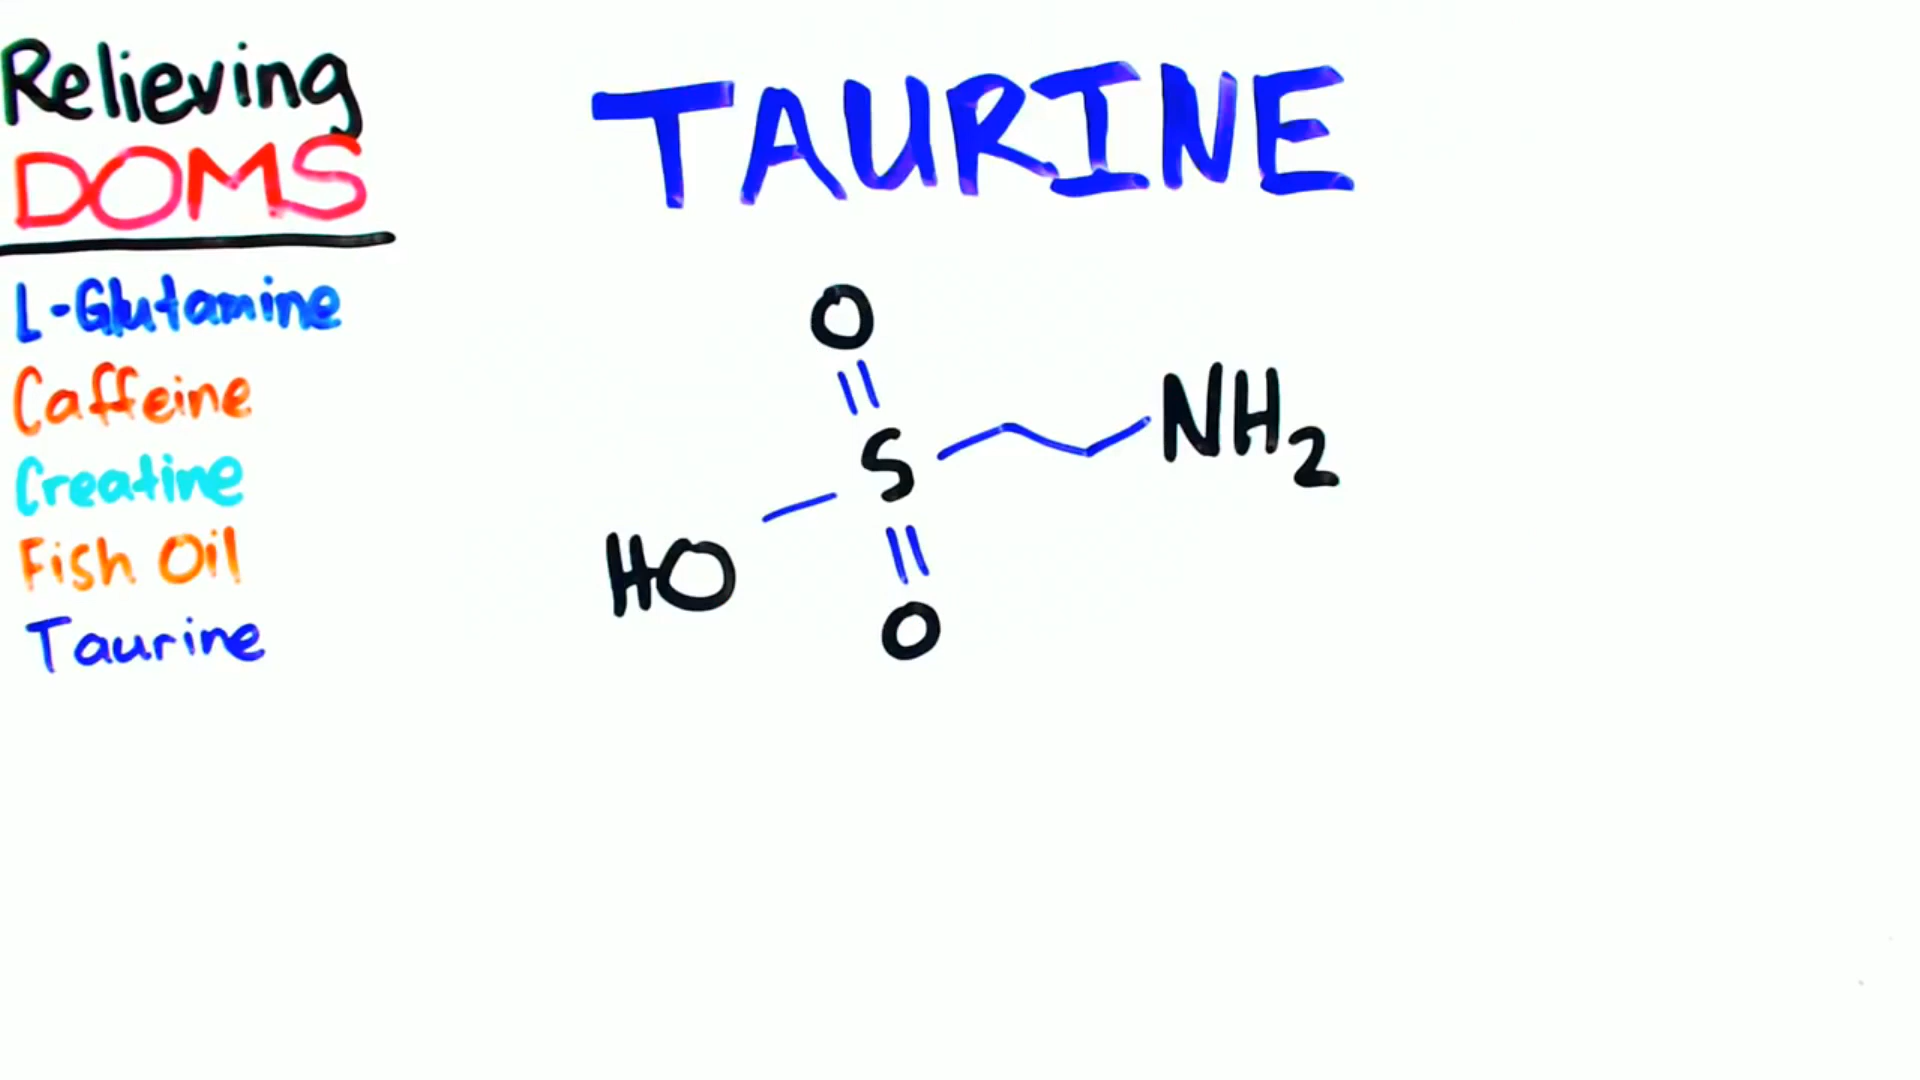 Relieving
DOMS
L-Glutamine
Caffeine
Creatine
Fish Oil
Taurine
TAURINE
O
S
NH2
HO
O